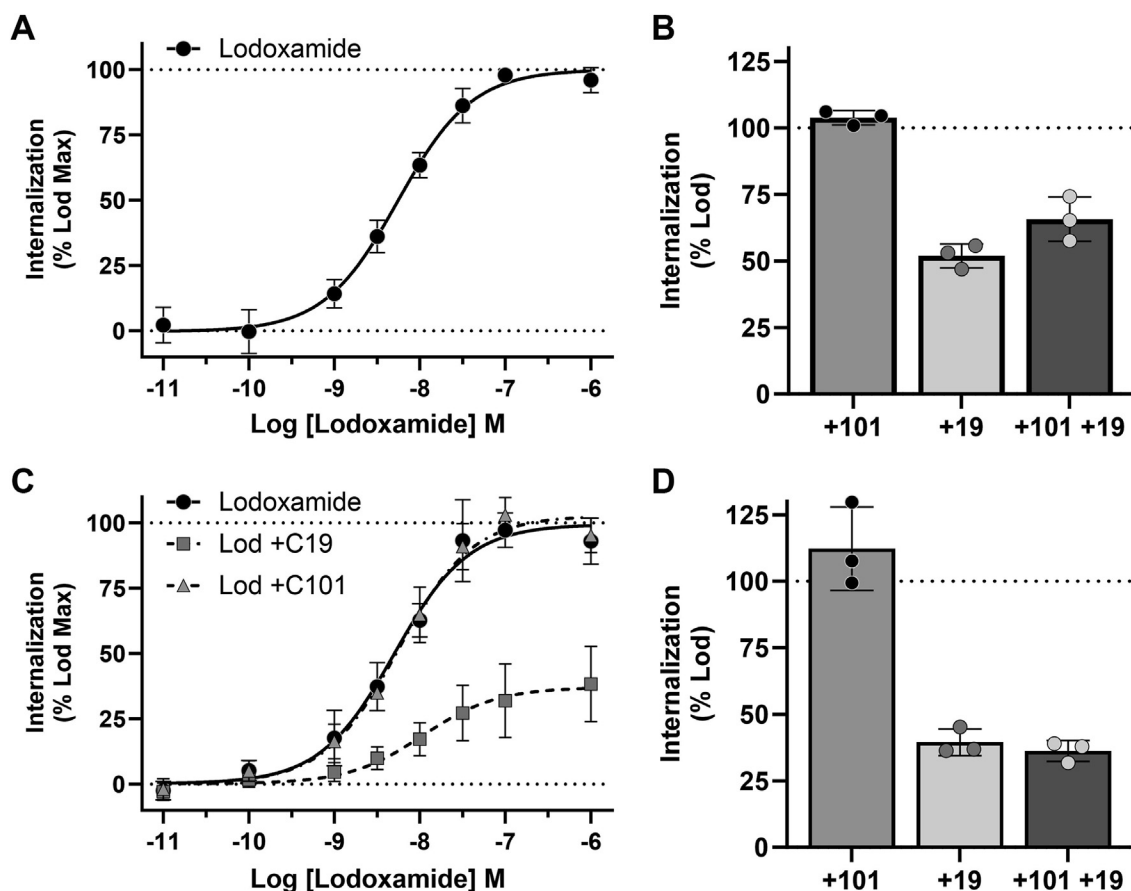 A
Lodoxamide
Internalization
(% Lod Max)
100
75
50
25
0
-11 -10 -9 -8 -7 -6
Log [Lodoxamide] M
B
Internalization
(% Lod)
125
100
75
50
25
0
+101 +19 +101 +19
C
Lodoxamide
Lod +C19
Lod +C101
Internalization
(% Lod Max)
100
75
50
25
0
-11 -10 -9 -8 -7 -6
Log [Lodoxamide] M
D
Internalization
(% Lod)
125
100
75
50
25
0
+101 +19 +101 +19